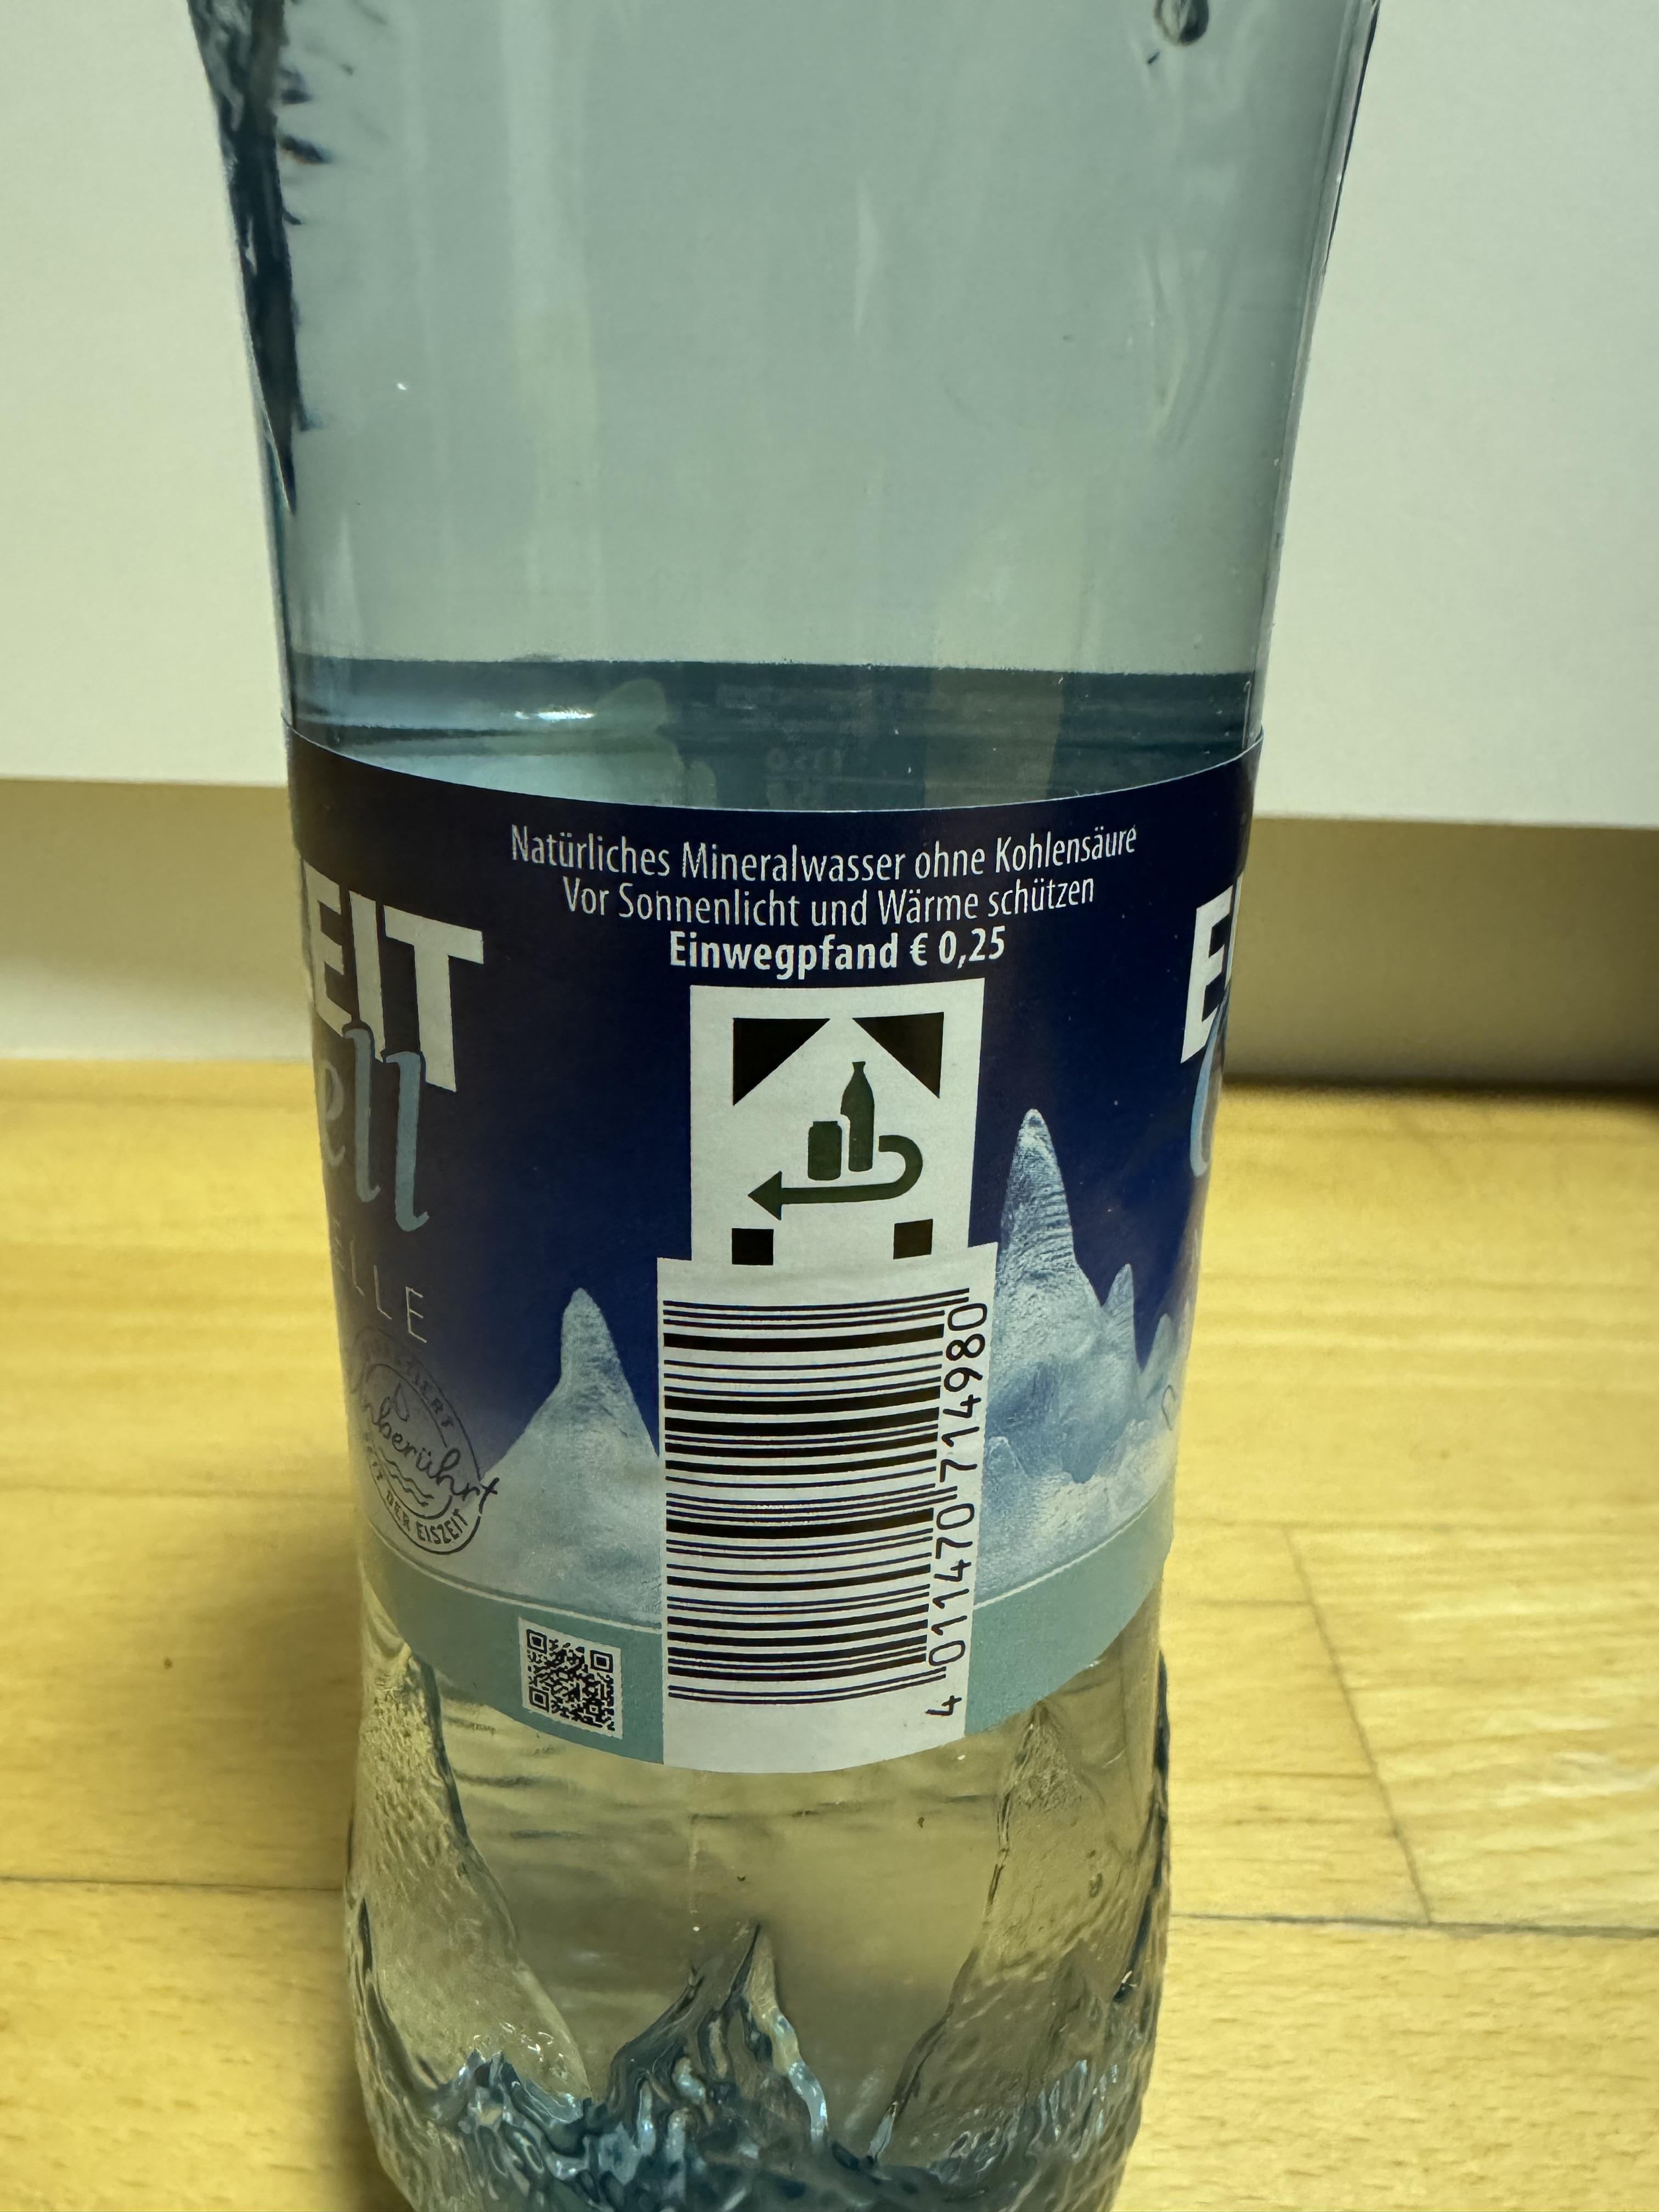 Natürliches Mineralwasser ohne Kohlensäure
Vor Sonnenlicht und Wärme schützen
Einwegpfand € 0,25
EIT
ell
ELLE
DER EISZEIT
4 011470 714980